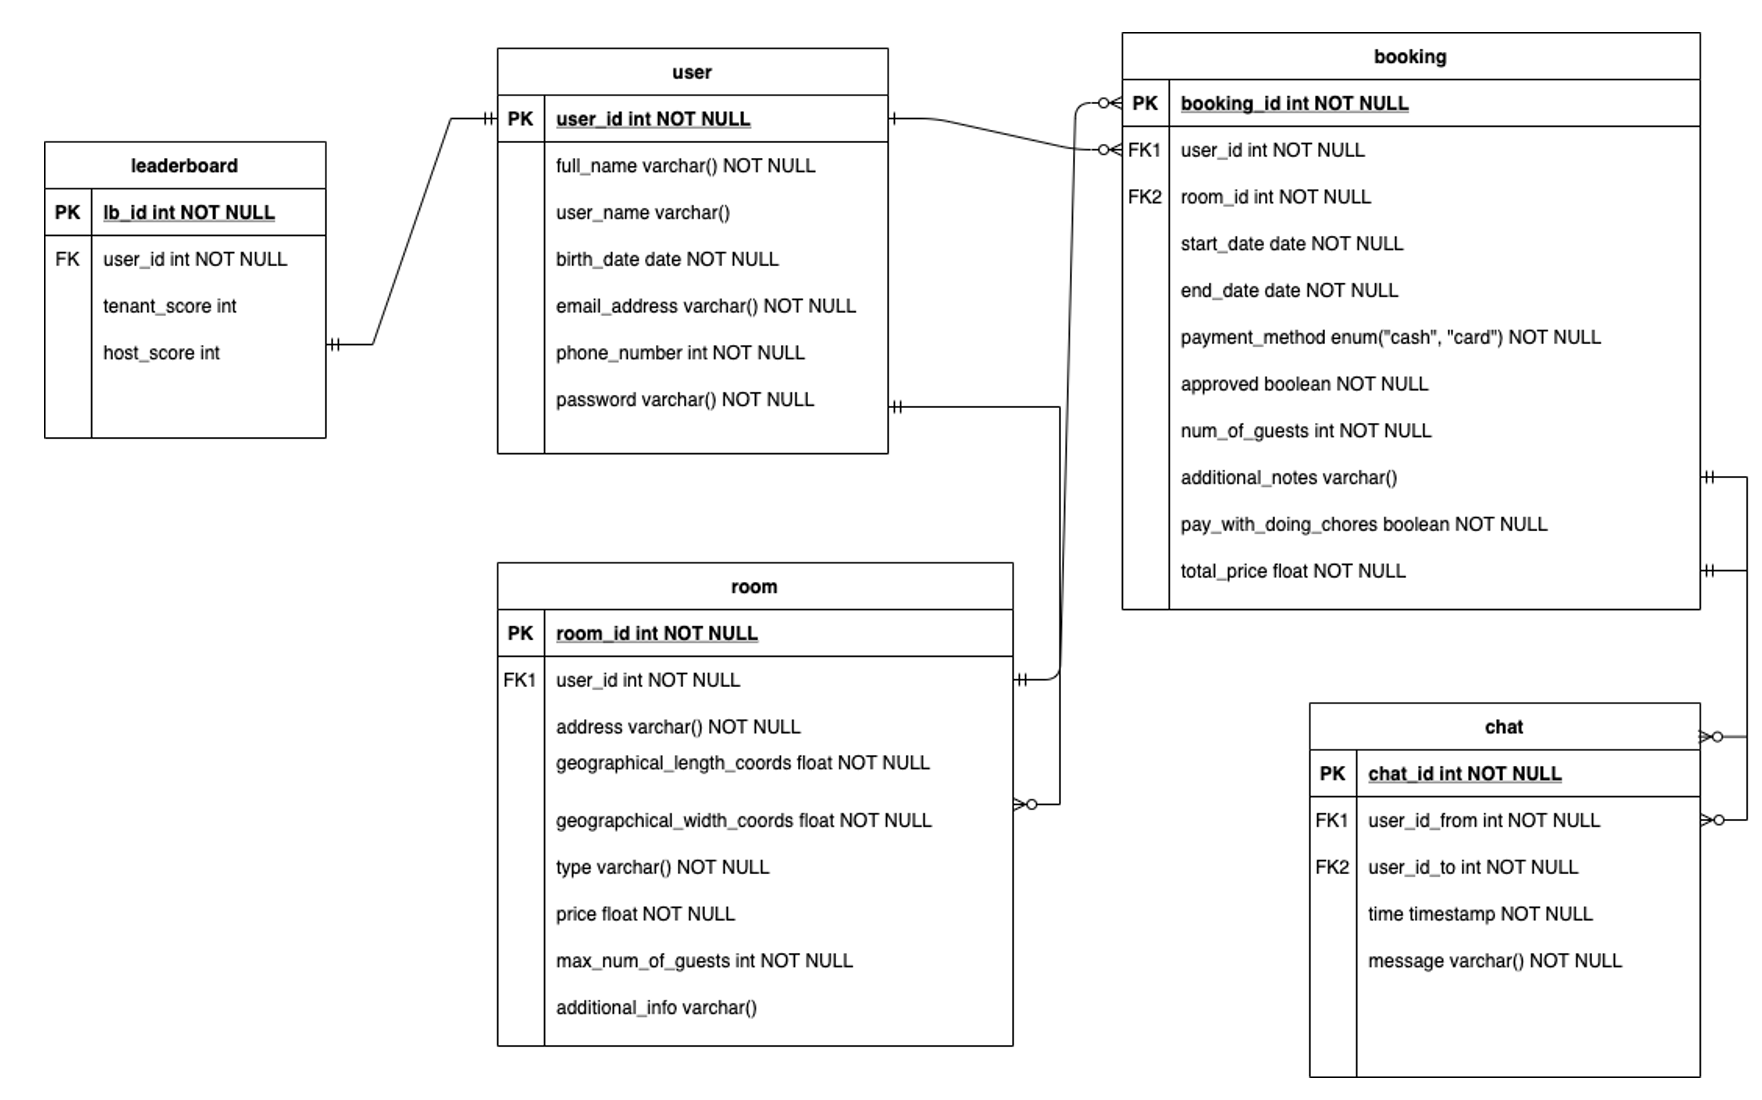 leaderboard
PK lb_id int NOT NULL
FK user_id int NOT NULL
tenant_score int
host_score int
user
PK user_id int NOT NULL
full_name varchar() NOT NULL
user_name varchar()
birth_date date NOT NULL
email_address varchar() NOT NULL
phone_number int NOT NULL
password varchar() NOT NULL
booking
PK booking_id int NOT NULL
FK1 user_id int NOT NULL
FK2 room_id int NOT NULL
start_date date NOT NULL
end_date date NOT NULL
payment_method enum("cash", "card") NOT NULL
approved boolean NOT NULL
num_of_guests int NOT NULL
additional_notes varchar()
pay_with_doing_chores boolean NOT NULL
total_price float NOT NULL
room
PK room_id int NOT NULL
FK1 user_id int NOT NULL
address varchar() NOT NULL
geographical_length_coords float NOT NULL
geograpchical_width_coords float NOT NULL
type varchar() NOT NULL
price float NOT NULL
max_num_of_guests int NOT NULL
additional_info varchar()
chat
PK chat_id int NOT NULL
FK1 user_id_from int NOT NULL
FK2 user_id_to int NOT NULL
time timestamp NOT NULL
message varchar() NOT NULL